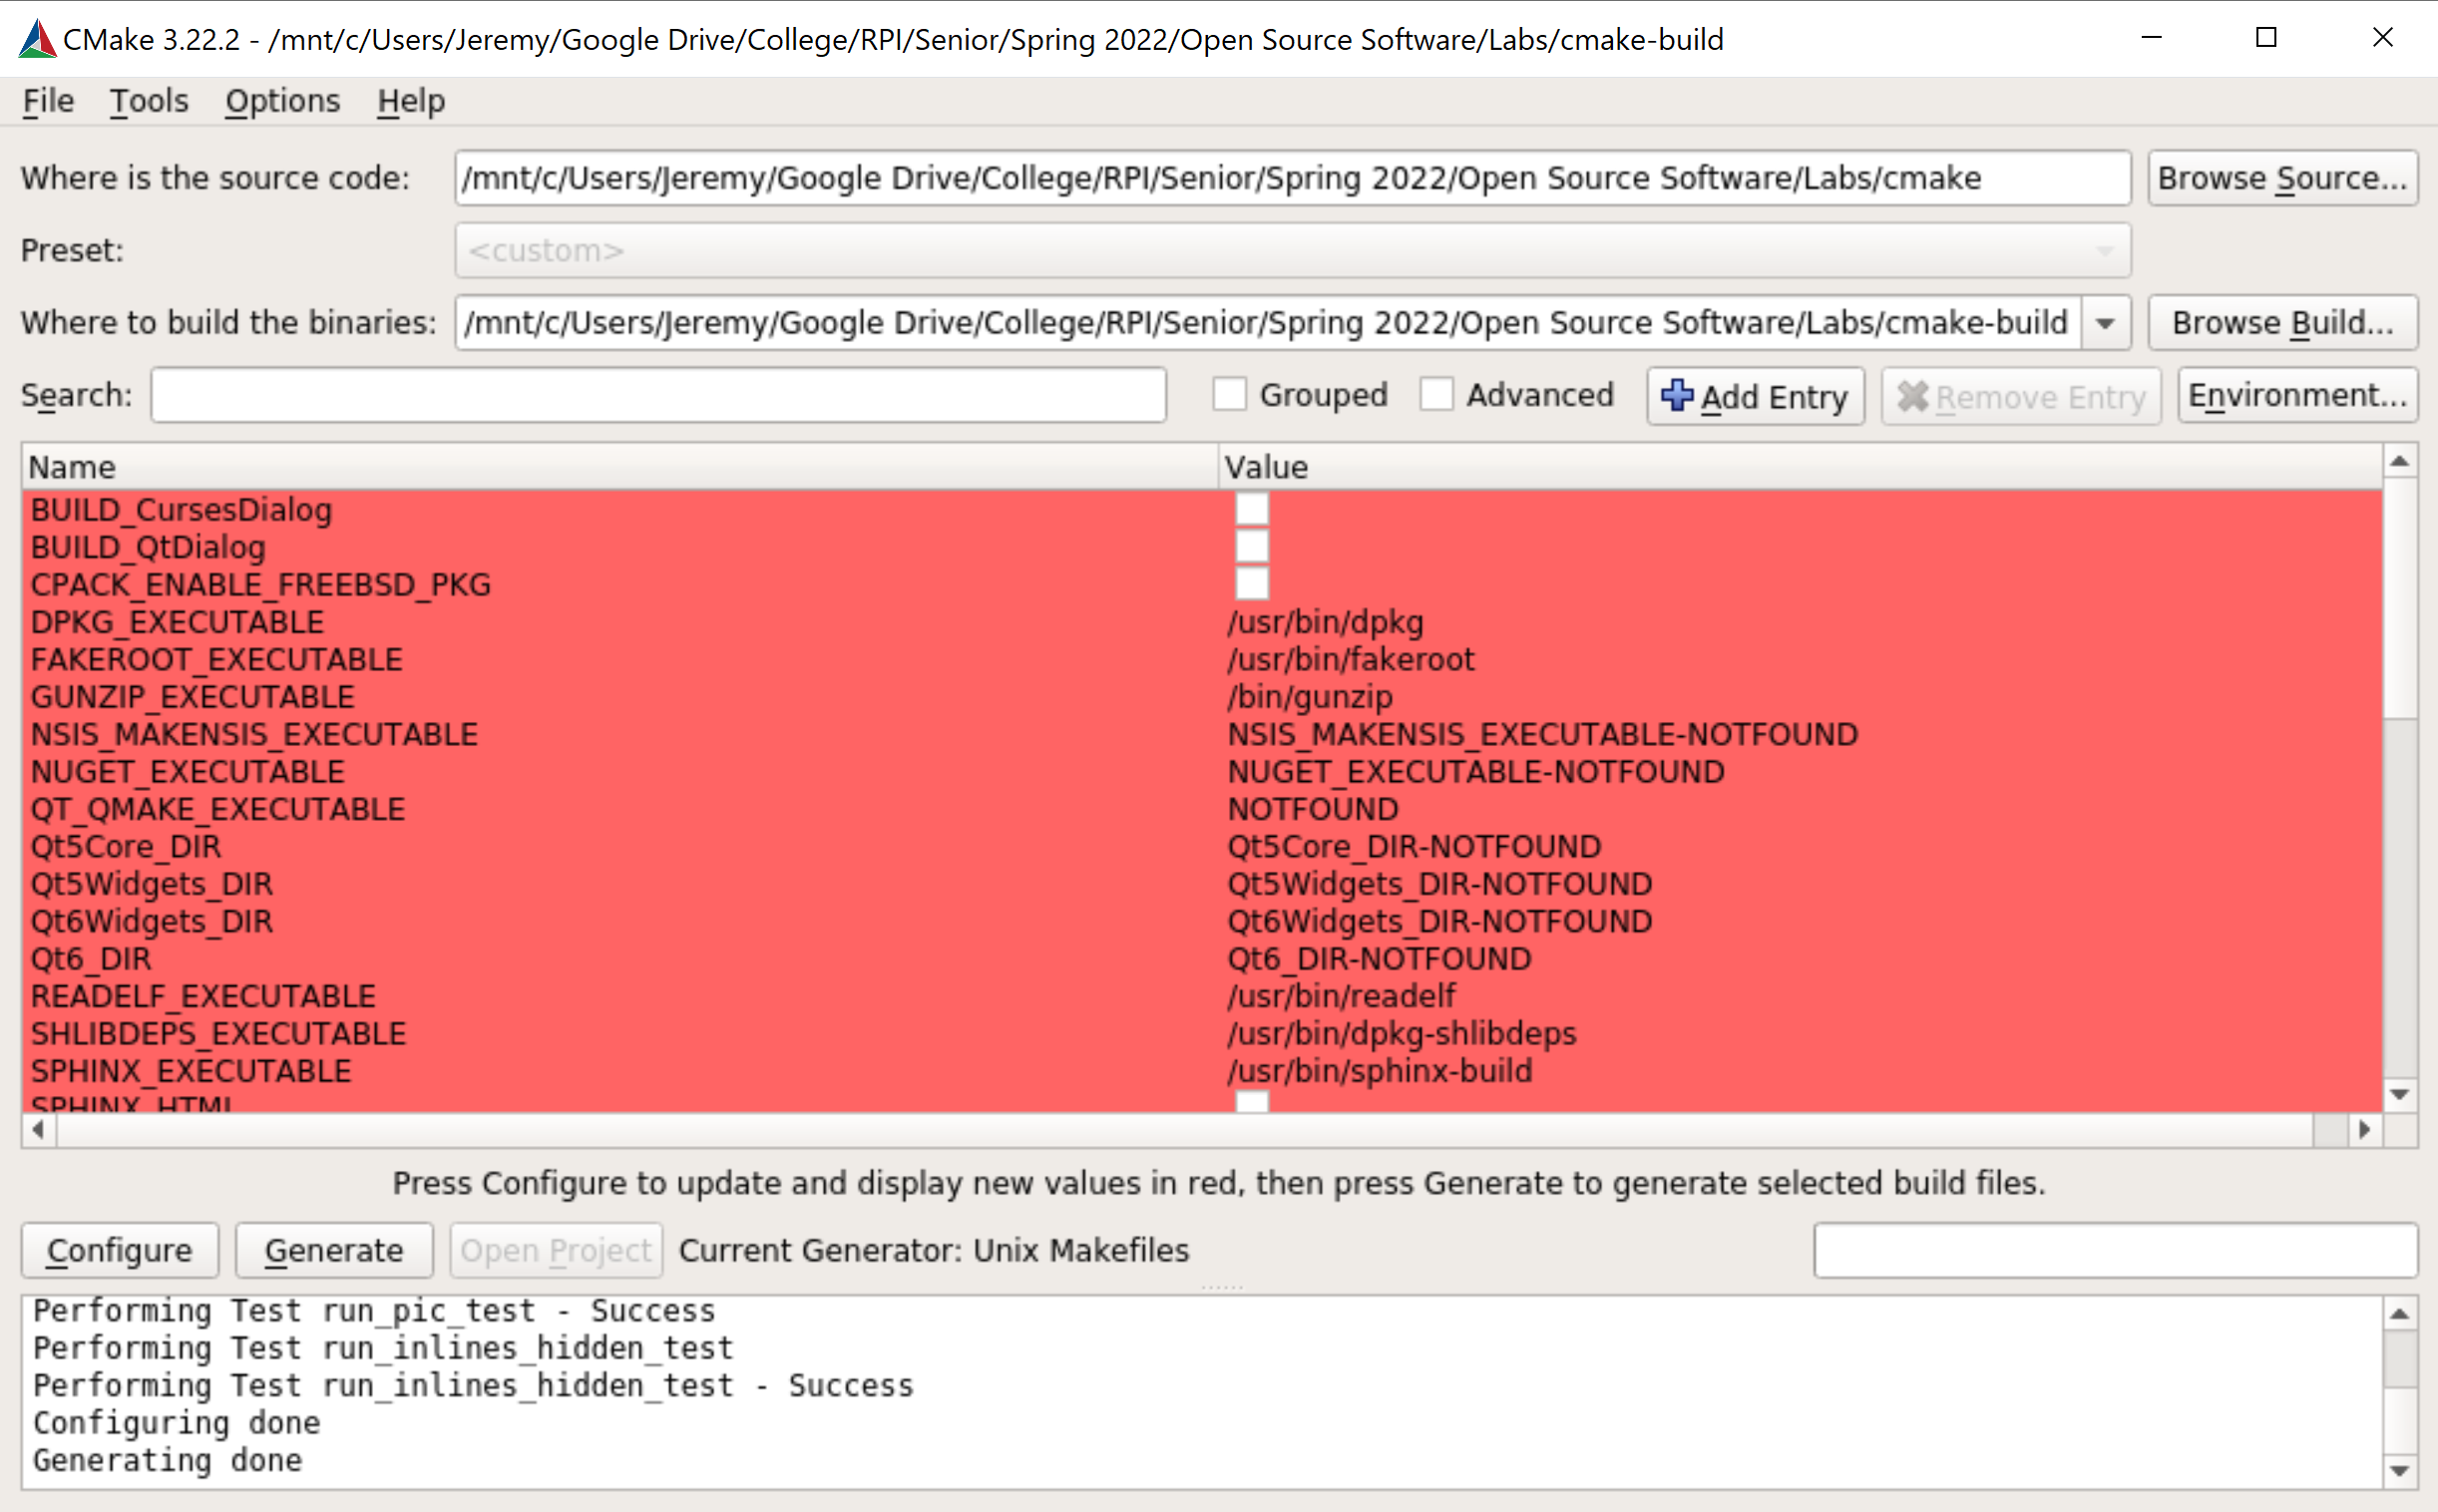 CMake 3.22.2 - /mnt/c/Users/Jeremy/Google Drive/College/RPI/Senior/Spring 2022/Open Source Software/Labs/cmake-build
File Tools Options Help
Where is the source code: /mnt/c/Users/Jeremy/Google Drive/College/RPI/Senior/Spring 2022/Open Source Software/Labs/cmake Browse Source...
Preset: <custom>
Where to build the binaries: /mnt/c/Users/Jeremy/Google Drive/College/RPI/Senior/Spring 2022/Open Source Software/Labs/cmake-build Browse Build...
Search: Grouped Advanced Add Entry Remove Entry Environment...
Name Value
BUILD_CursesDialog
BUILD_QtDialog
CPACK_ENABLE_FREEBSD_PKG
DPKG_EXECUTABLE /usr/bin/dpkg
FAKEROOT_EXECUTABLE /usr/bin/fakeroot
GUNZIP_EXECUTABLE /bin/gunzip
NSIS_MAKENSIS_EXECUTABLE NSIS_MAKENSIS_EXECUTABLE-NOTFOUND
NUGET_EXECUTABLE NUGET_EXECUTABLE-NOTFOUND
QT_QMAKE_EXECUTABLE NOTFOUND
Qt5Core_DIR Qt5Core_DIR-NOTFOUND
Qt5Widgets_DIR Qt5Widgets_DIR-NOTFOUND
Qt6Widgets_DIR Qt6Widgets_DIR-NOTFOUND
Qt6_DIR Qt6_DIR-NOTFOUND
READELF_EXECUTABLE /usr/bin/readelf
SHLIBDEPS_EXECUTABLE /usr/bin/dpkg-shlibdeps
SPHINX_EXECUTABLE /usr/bin/sphinx-build
SPHINX_HTML
Press Configure to update and display new values in red, then press Generate to generate selected build files.
Configure Generate Open Project Current Generator: Unix Makefiles
Performing Test run_pic_test - Success
Performing Test run_inlines_hidden_test
Performing Test run_inlines_hidden_test - Success
Configuring done
Generating done